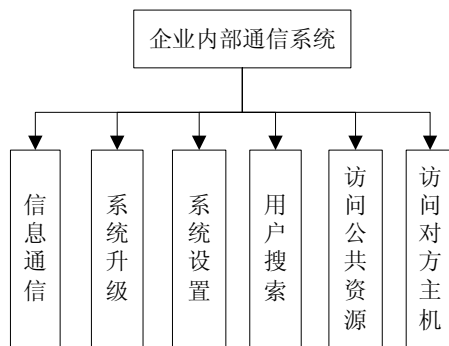 企业内部通信系统
信息通信
系统升级
系统设置
用户搜索
访问公共资源
访问对方主机